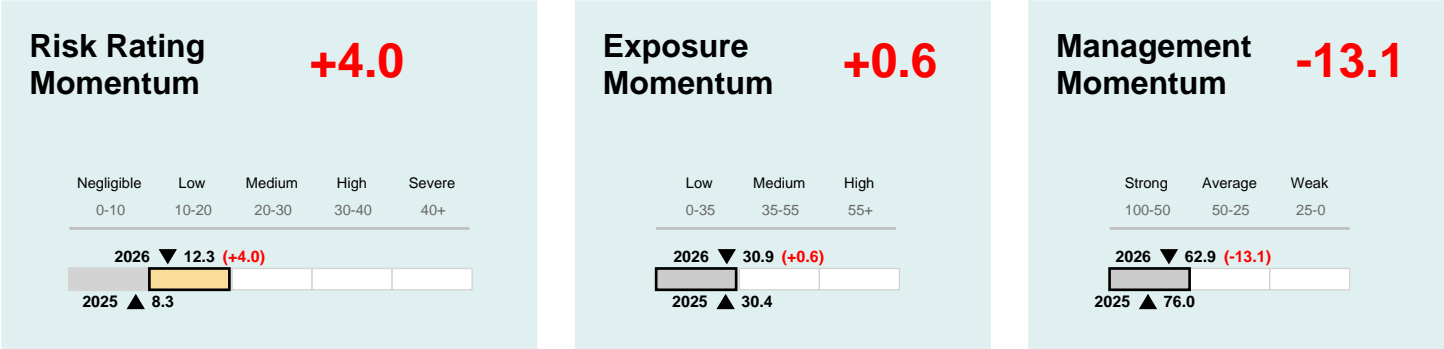 Risk Rating
Momentum
+4.0
Negligible Low Medium High Severe
0-10 10-20 20-30 30-40 40+
2026 ▼ 12.3 (+4.0)
2025 ▲ 8.3
Exposure
Momentum
+0.6
Low Medium High
0-35 35-55 55+
2026 ▼ 30.9 (+0.6)
2025 ▲ 30.4
Management
Momentum
-13.1
Strong Average Weak
100-50 50-25 25-0
2026 ▼ 62.9 (-13.1)
2025 ▲ 76.0